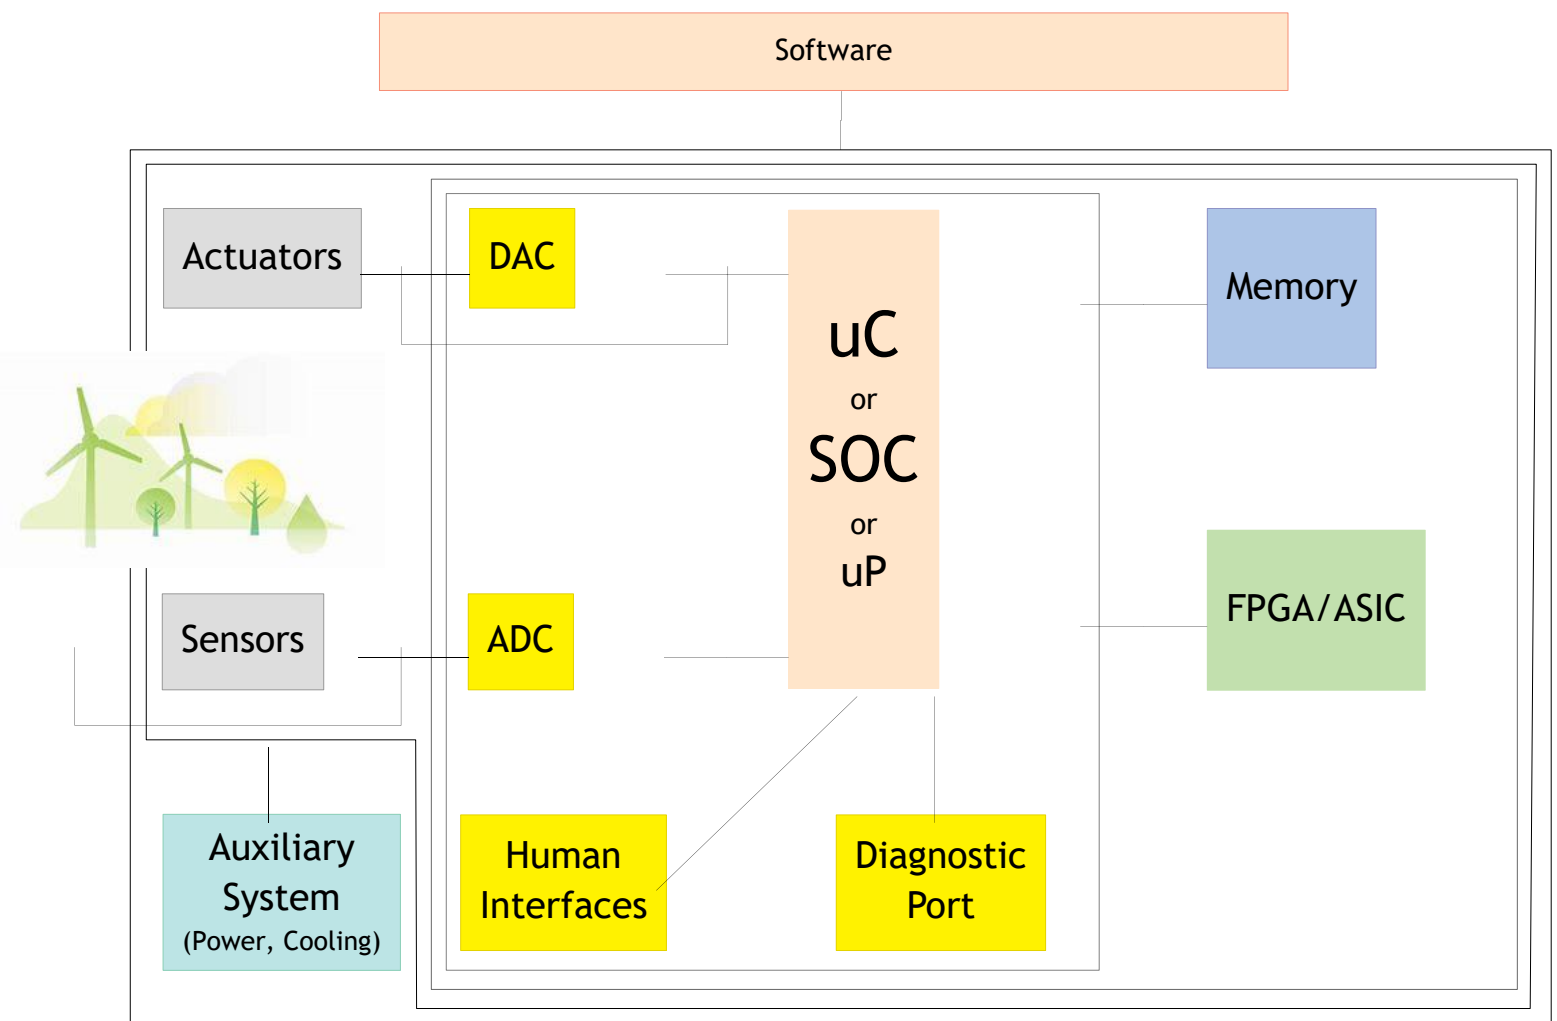 Software
Actuators
DAC
Memory
uC
or
SOC
or
uP
FPGA/ASIC
Sensors
ADC
Auxiliary
System
(Power, Cooling)
Human
Interfaces
Diagnostic
Port